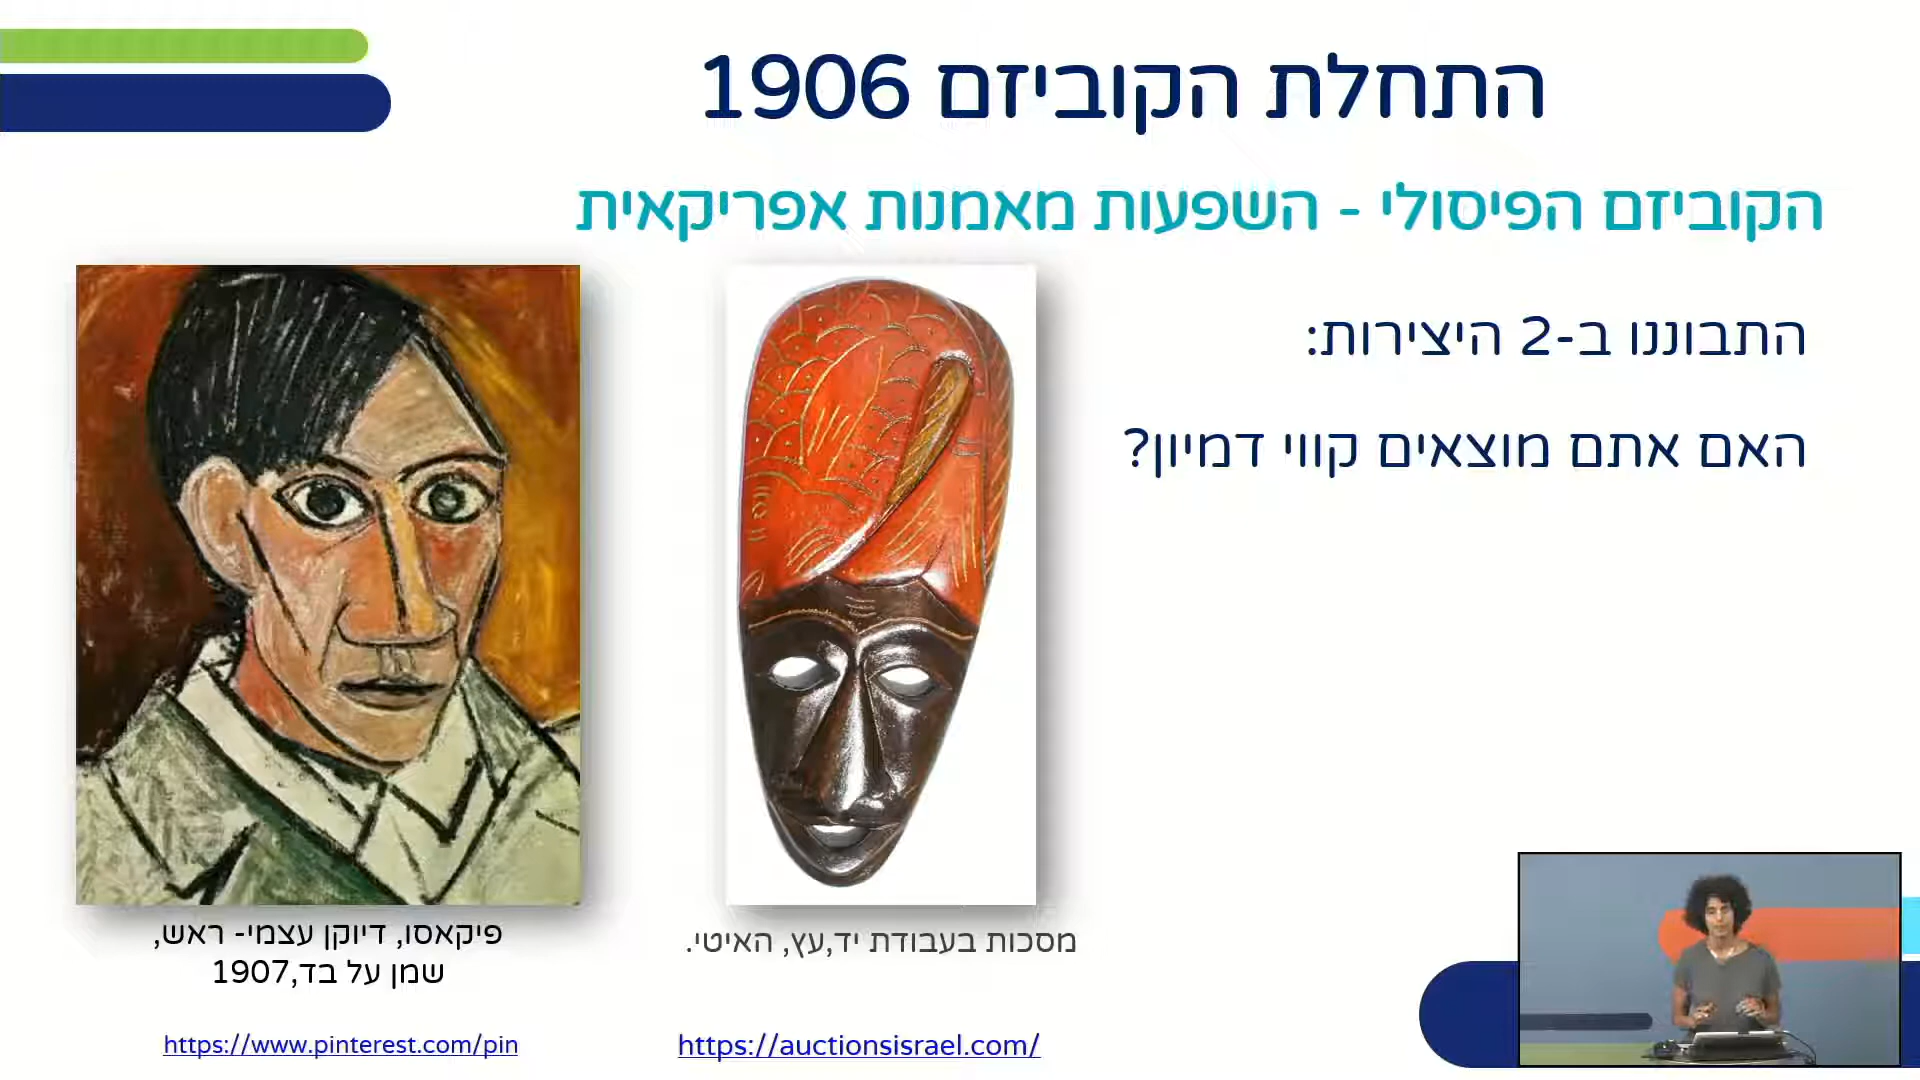 התחלת הקוביזם 1906
הקוביזם הפיסולי - השפעות מאמנות אפריקאית
התבוננו ב-2 היצירות:
האם אתם מוצאים קווי דמיון?
מסכות בעבודת יד,עץ, האיטי.
https://auctionsisrael.com/
פיקאסו, דיוקן עצמי- ראש,
שמן על בד,1907
https://www.pinterest.com/pin